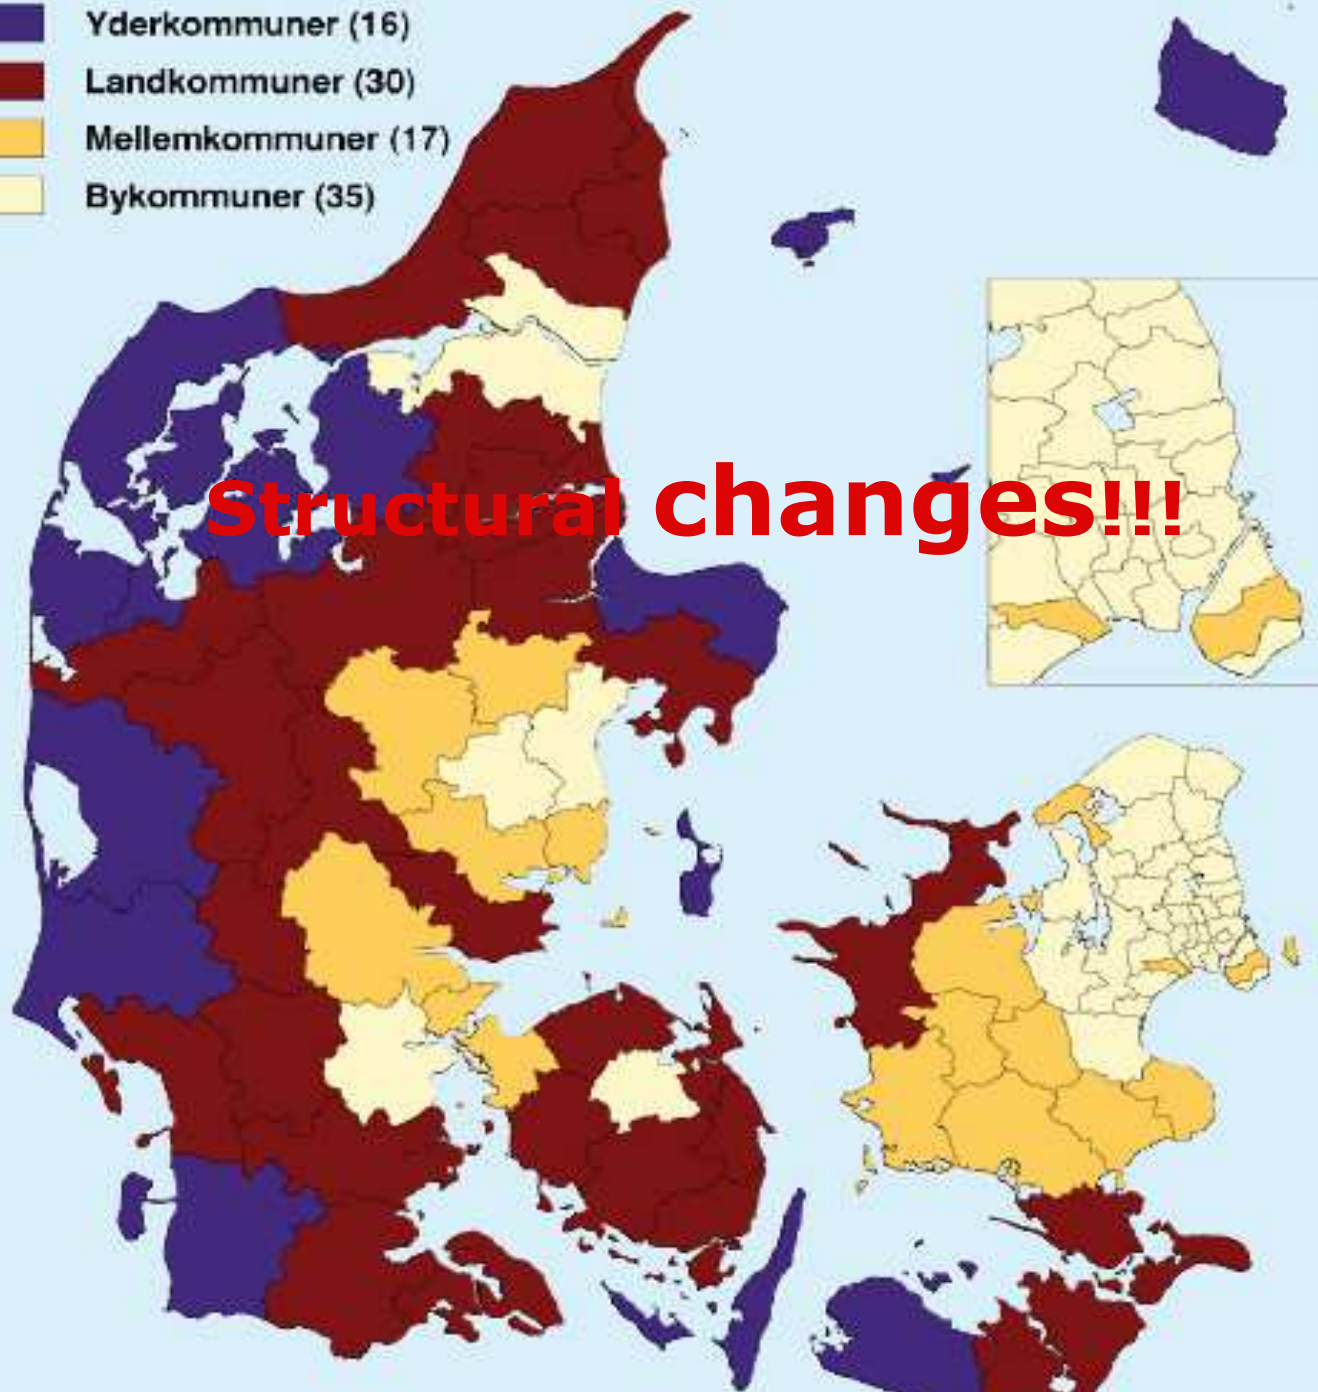 Yderkommuner (16)
Landkommuner (30)
Mellemkommuner (17)
Bykommuner (35)
Structural changes!!!